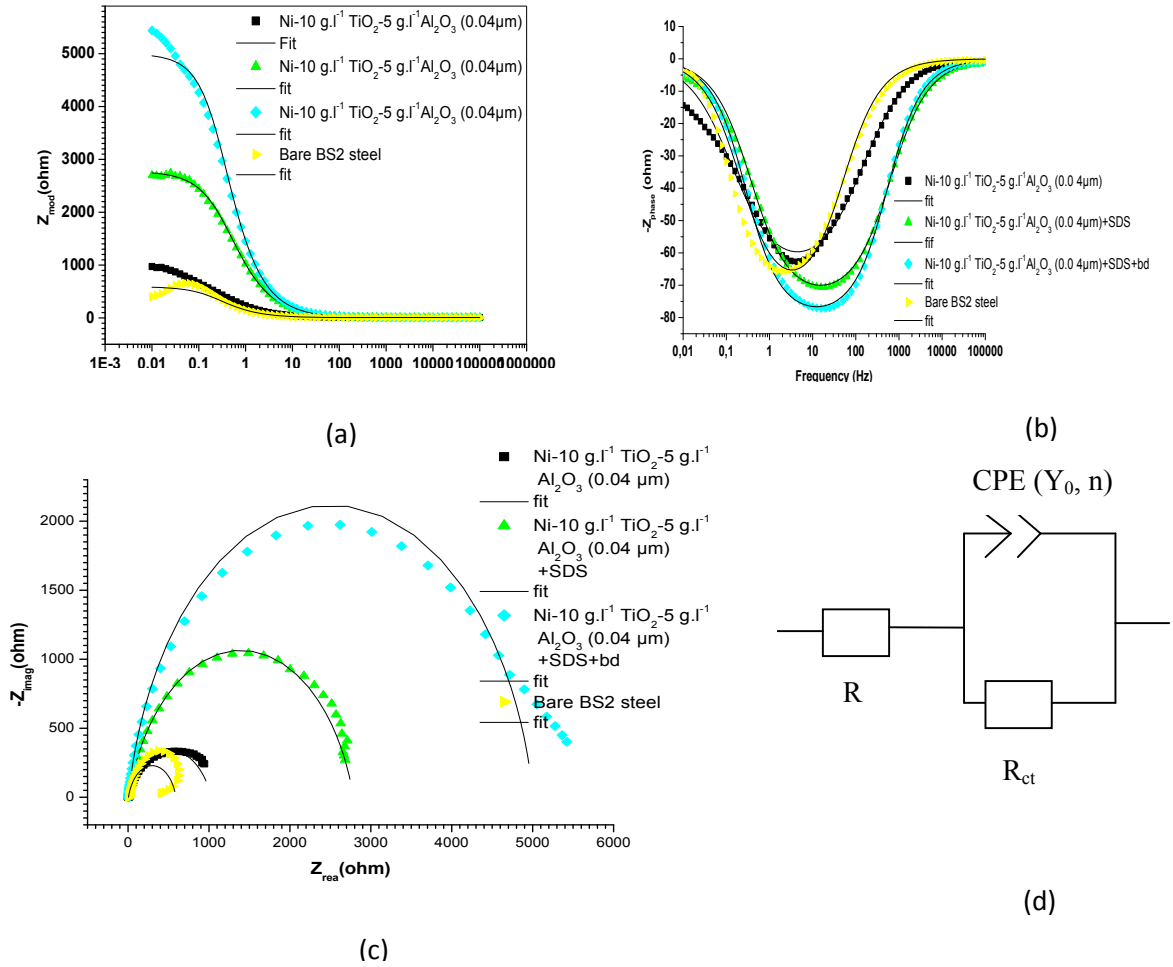 5000
4000
3000
2000
1000
0
Z_mod(ohm)
Ni-10 g.l⁻¹ TiO₂-5 g.l⁻¹Al₂O₃ (0.04µm)
Fit
Ni-10 g.l⁻¹ TiO₂-5 g.l⁻¹Al₂O₃ (0.04µm)
fit
Ni-10 g.l⁻¹ TiO₂-5 g.l⁻¹Al₂O₃ (0.04µm)
fit
Bare BS2 steel
fit
1E-3 0.01 0.1 1 10 100 1000 10000 100000
(a)
0
-10
-20
-30
-40
-50
-60
-70
-80
-Z_phase (ohm)
Ni-10 g.l⁻¹ TiO₂-5 g.l⁻¹Al₂O₃ (0.0 4µm)
fit
Ni-10 g.l⁻¹ TiO₂-5 g.l⁻¹Al₂O₃ (0.0 4µm)+SDS
fif
Ni-10 g.l⁻¹ TiO₂-5 g.l⁻¹Al₂O₃ (0.0 4µm)+SDS+bd
fit
Bare BS2 steel
fit
0,01 0,1 1 10 100 1000 10000 100000
Frequency (Hz)
(b)
2000
1500
1000
500
0
-Z_imag(ohm)
Ni-10 g.l⁻¹ TiO₂-5 g.l⁻¹
Al₂O₃ (0.04 µm)
fit
Ni-10 g.l⁻¹ TiO₂-5 g.l⁻¹
Al₂O₃ (0.04 µm)
+SDS
fit
Ni-10 g.l⁻¹ TiO₂-5 g.l⁻¹
Al₂O₃ (0.04 µm)
+SDS+bd
fit
Bare BS2 steel
fit
0 1000 2000 3000 4000 5000 6000
Z_rea(ohm)
(c)
CPE (Y₀, n)
R
R_ct
(d)